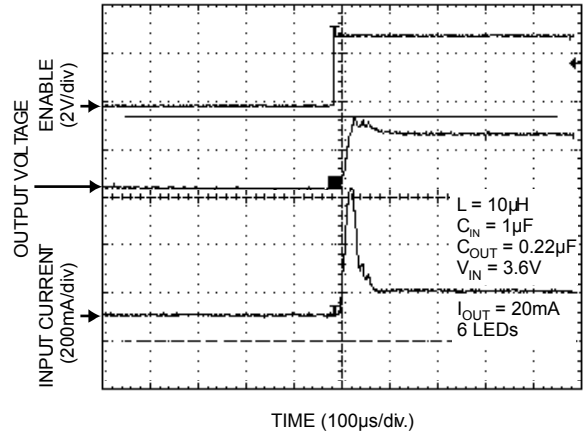 ENABLE
(2V/div)
OUTPUT VOLTAGE
INPUT CURRENT
(200mA/div)
L = 10µH
C_IN = 1µF
C_OUT = 0.22µF
V_IN = 3.6V
I_OUT = 20mA
6 LEDs
TIME (100µs/div.)